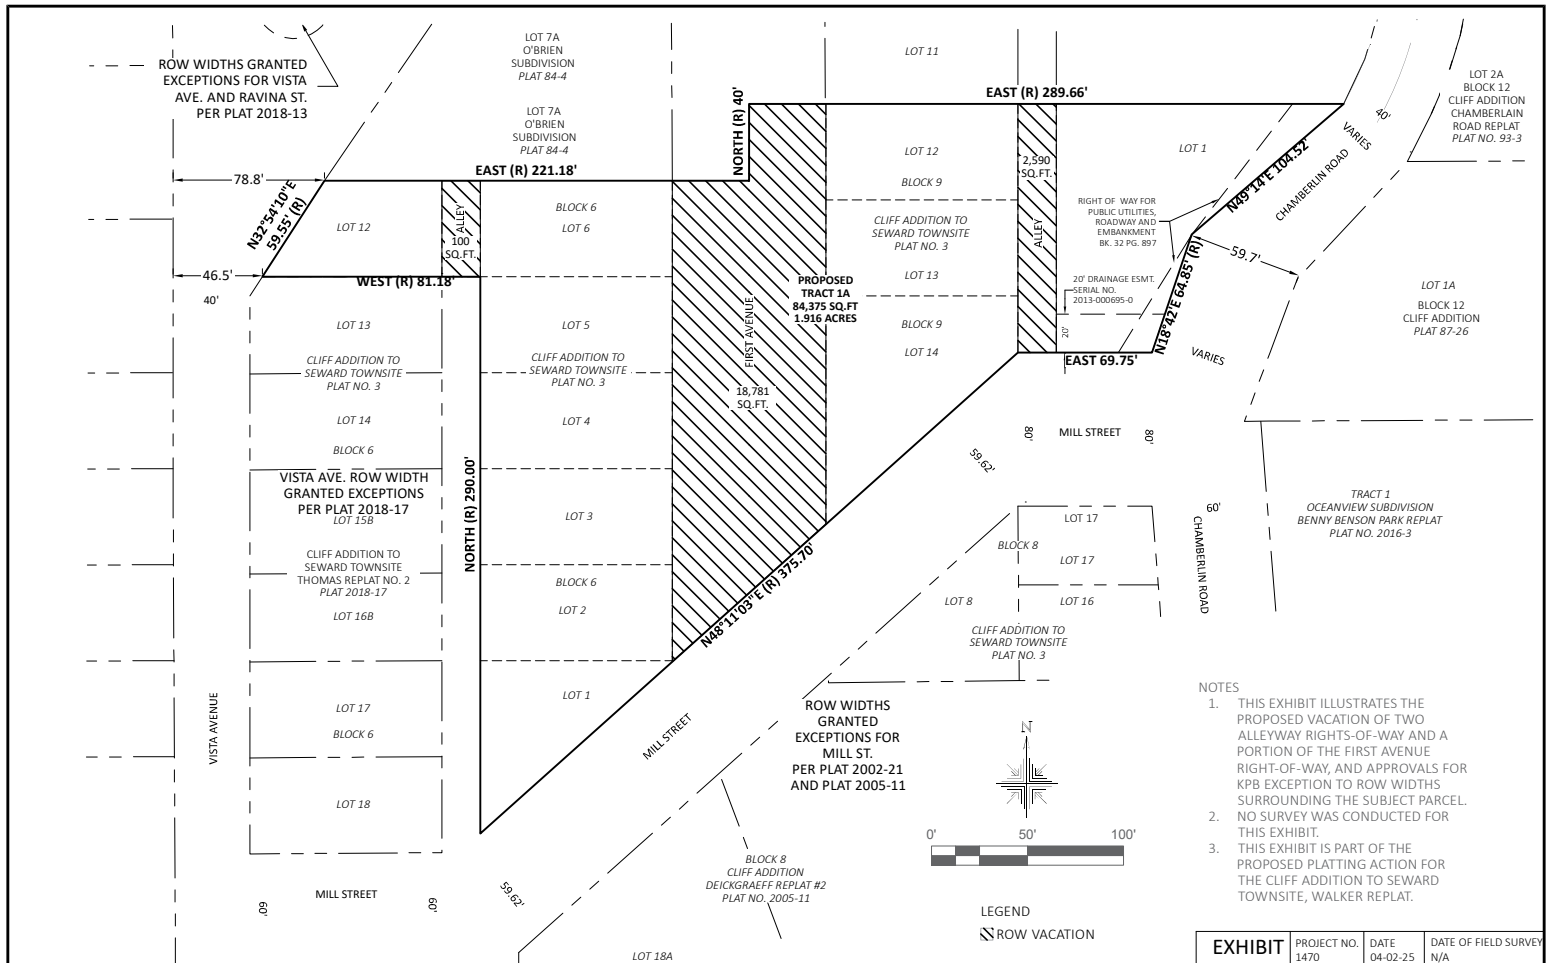 ROW WIDTHS GRANTED
EXCEPTIONS FOR VISTA
AVE. AND RAVINA ST.
PER PLAT 2018-13
LOT 7A
O'BRIEN
SUBDIVISION
PLAT 84-4
LOT 7A
O'BRIEN
SUBDIVISION
PLAT 84-4
LOT 11
NORTH (R) 40'
EAST (R) 289.66'
40'
VARIES
CHAMBERLIN ROAD
LOT 2A
BLOCK 12
CLIFF ADDITION
CHAMBERLAIN
ROAD REPLAT
PLAT NO. 93-3
78.8'
EAST (R) 221.18'
N32°54'10"E
59.55' (R)
46.5'
40'
WEST (R) 81.18'
LOT 12
ALLEY
100
SQ.FT.
BLOCK 6
LOT 6
LOT 12
BLOCK 9
CLIFF ADDITION TO
SEWARD TOWNSITE
PLAT NO. 3
LOT 13
BLOCK 9
LOT 14
2,590
SQ.FT.
ALLEY
LOT 1
RIGHT OF WAY FOR
PUBLIC UTILITIES,
ROADWAY AND
EMBANKMENT
BK. 32 PG. 897
20' DRAINAGE ESMT.
SERIAL NO.
2013-000695-0
20'
N49°14'E 104.52'
59.7'
N18°42'E 64.85' (R)
EAST 69.75'
VARIES
LOT 1A
BLOCK 12
CLIFF ADDITION
PLAT 87-26
PROPOSED
TRACT 1A
84,375 SQ.FT
1.916 ACRES
FIRST AVENUE
18,781
SQ.FT.
LOT 13
CLIFF ADDITION TO
SEWARD TOWNSITE
PLAT NO. 3
LOT 14
BLOCK 6
LOT 5
CLIFF ADDITION TO
SEWARD TOWNSITE
PLAT NO. 3
LOT 4
LOT 3
BLOCK 6
LOT 2
LOT 1
NORTH (R) 290.00'
N48°11'03"E (R) 375.70'
VISTA AVE. ROW WIDTH
GRANTED EXCEPTIONS
PER PLAT 2018-17
LOT 15B
CLIFF ADDITION TO
SEWARD TOWNSITE
THOMAS REPLAT NO. 2
PLAT 2018-17
LOT 16B
LOT 17
BLOCK 6
LOT 18
VISTA AVENUE
MILL STREET
60'
60'
59.62'
MILL STREET
59.62'
80'
MILL STREET
80'
60'
CHAMBERLIN ROAD
TRACT 1
OCEANVIEW SUBDIVISION
BENNY BENSON PARK REPLAT
PLAT NO. 2016-3
LOT 17
BLOCK 8
LOT 17
LOT 8
LOT 16
CLIFF ADDITION TO
SEWARD TOWNSITE
PLAT NO. 3
ROW WIDTHS
GRANTED
EXCEPTIONS FOR
MILL ST.
PER PLAT 2002-21
AND PLAT 2005-11
BLOCK 8
CLIFF ADDITION
DEICKGRAEFF REPLAT #2
PLAT NO. 2005-11
LOT 18A
N
0'
50'
100'
LEGEND
ROW VACATION
NOTES
1. THIS EXHIBIT ILLUSTRATES THE
PROPOSED VACATION OF TWO
ALLEYWAY RIGHTS-OF-WAY AND A
PORTION OF THE FIRST AVENUE
RIGHT-OF-WAY, AND APPROVALS FOR
KPB EXCEPTION TO ROW WIDTHS
SURROUNDING THE SUBJECT PARCEL.
2. NO SURVEY WAS CONDUCTED FOR
THIS EXHIBIT.
3. THIS EXHIBIT IS PART OF THE
PROPOSED PLATTING ACTION FOR
THE CLIFF ADDITION TO SEWARD
TOWNSITE, WALKER REPLAT.
EXHIBIT
PROJECT NO.
1470
DATE
04-02-25
DATE OF FIELD SURVEY
N/A